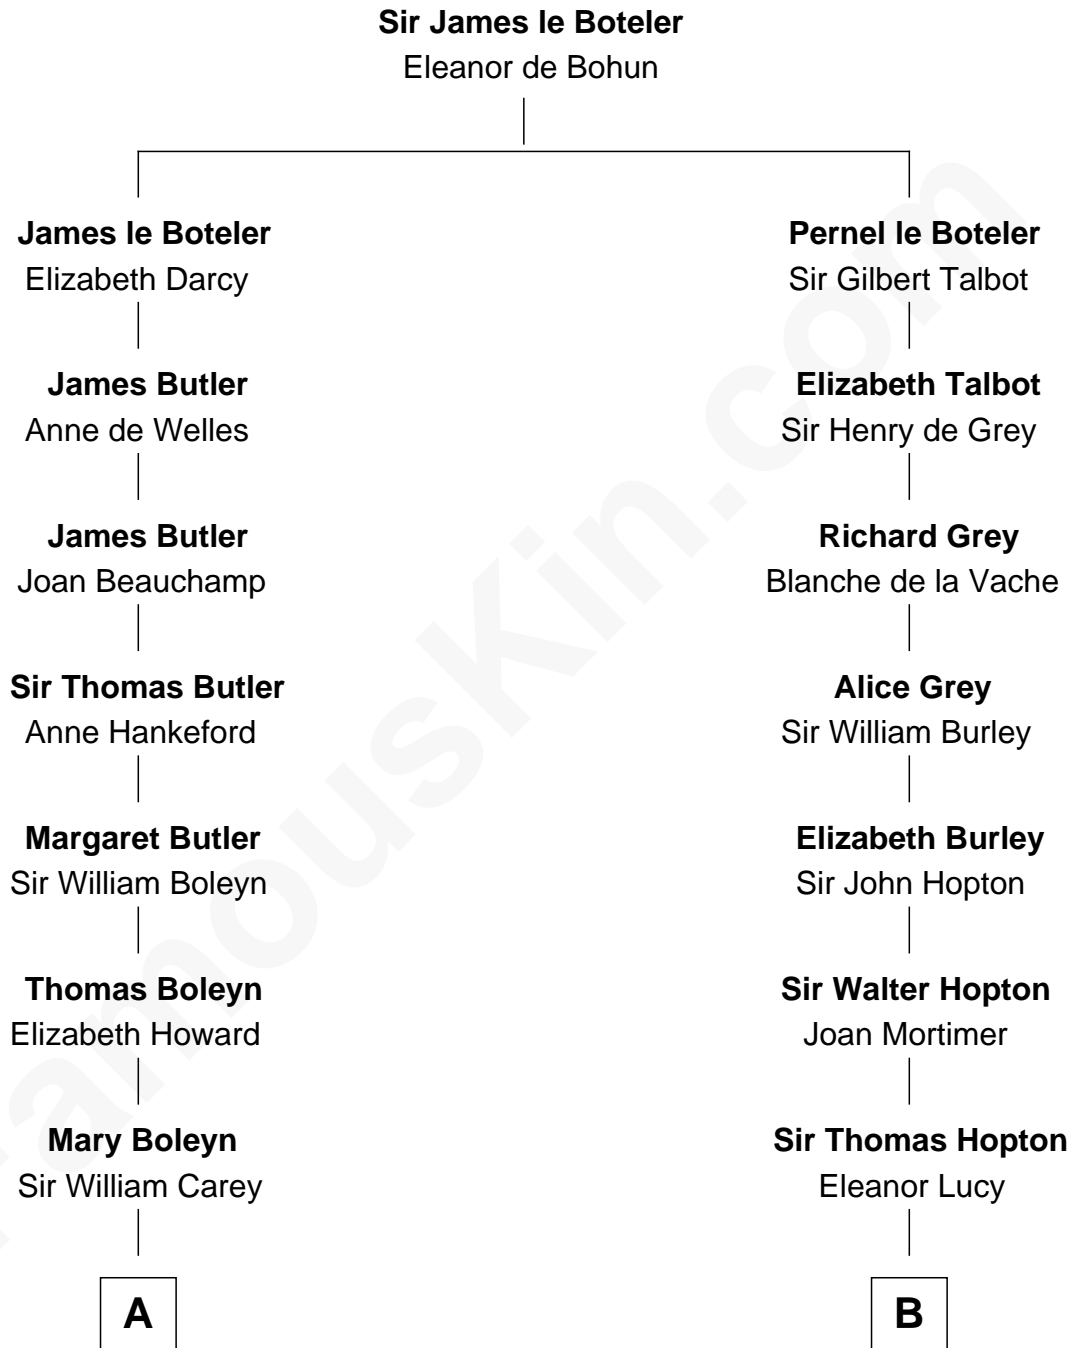 Sir James le Boteler
Eleanor de Bohun
James le Boteler
Elizabeth Darcy
Pernel le Boteler
Sir Gilbert Talbot
James Butler
Anne de Welles
Elizabeth Talbot
Sir Henry de Grey
James Butler
Joan Beauchamp
Richard Grey
Blanche de la Vache
Sir Thomas Butler
Anne Hankeford
Alice Grey
Sir William Burley
Margaret Butler
Sir William Boleyn
Elizabeth Burley
Sir John Hopton
Thomas Boleyn
Elizabeth Howard
Sir Walter Hopton
Joan Mortimer
Mary Boleyn
Sir William Carey
Sir Thomas Hopton
Eleanor Lucy
A
B
FamousKin.com